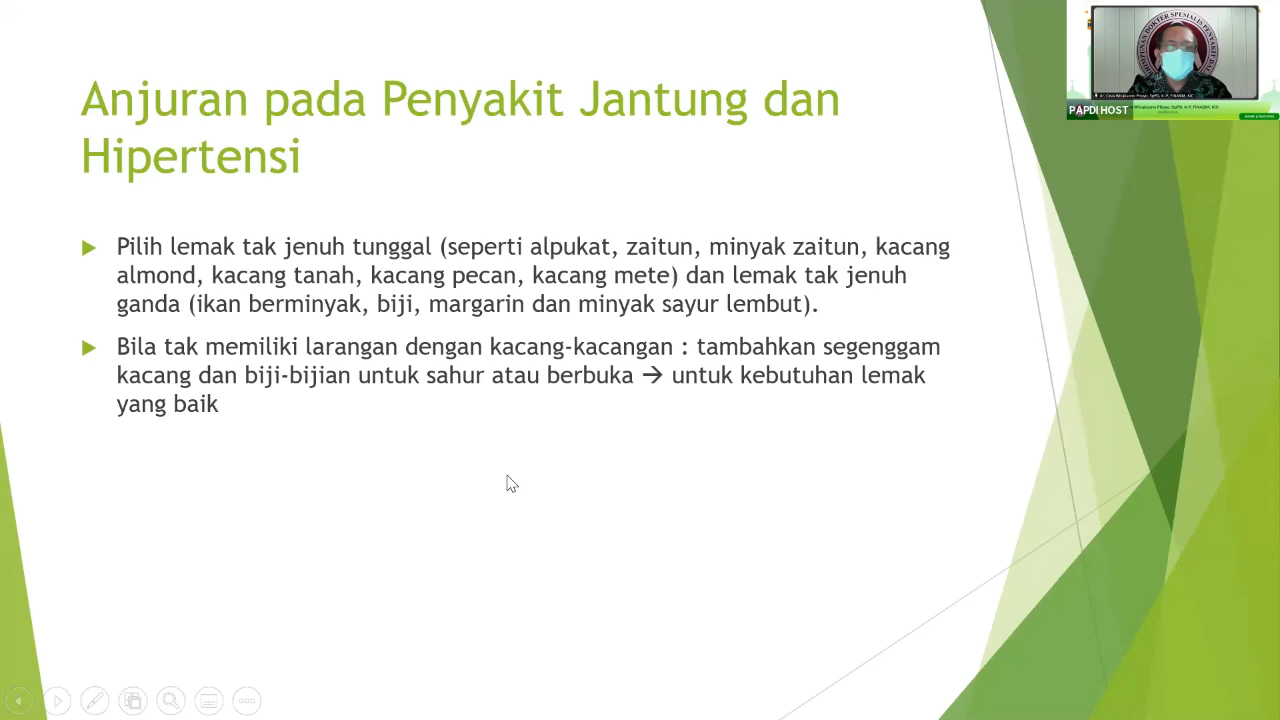 Anjuran pada Penyakit Jantung dan
Hipertensi
Pilih lemak tak jenuh tunggal (seperti alpukat, zaitun, minyak zaitun, kacang
almond, kacang tanah, kacang pecan, kacang mete) dan lemak tak jenuh
ganda (ikan berminyak, biji, margarin dan minyak sayur lembut).
Bila tak memiliki larangan dengan kacang-kacangan : tambahkan segenggam
kacang dan biji-bijian untuk sahur atau berbuka → untuk kebutuhan lemak
yang baik
PAPDI HOST